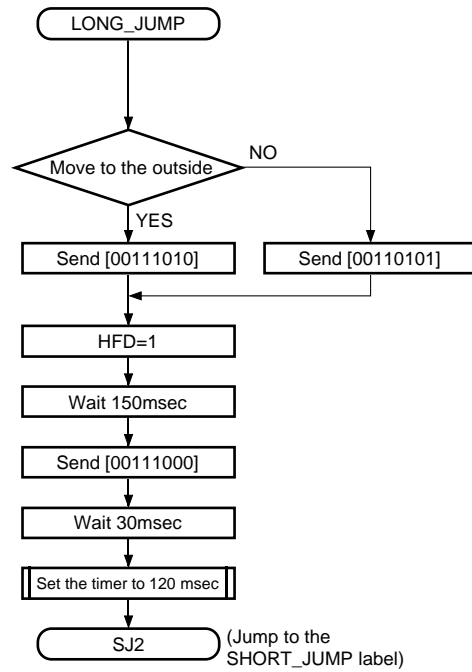 LONG_JUMP
Move to the outside
NO
YES
Send [00111010]
Send [00110101]
HFD=1
Wait 150msec
Send [00111000]
Wait 30msec
Set the timer to 120 msec
SJ2
(Jump to the
SHORT_JUMP label)